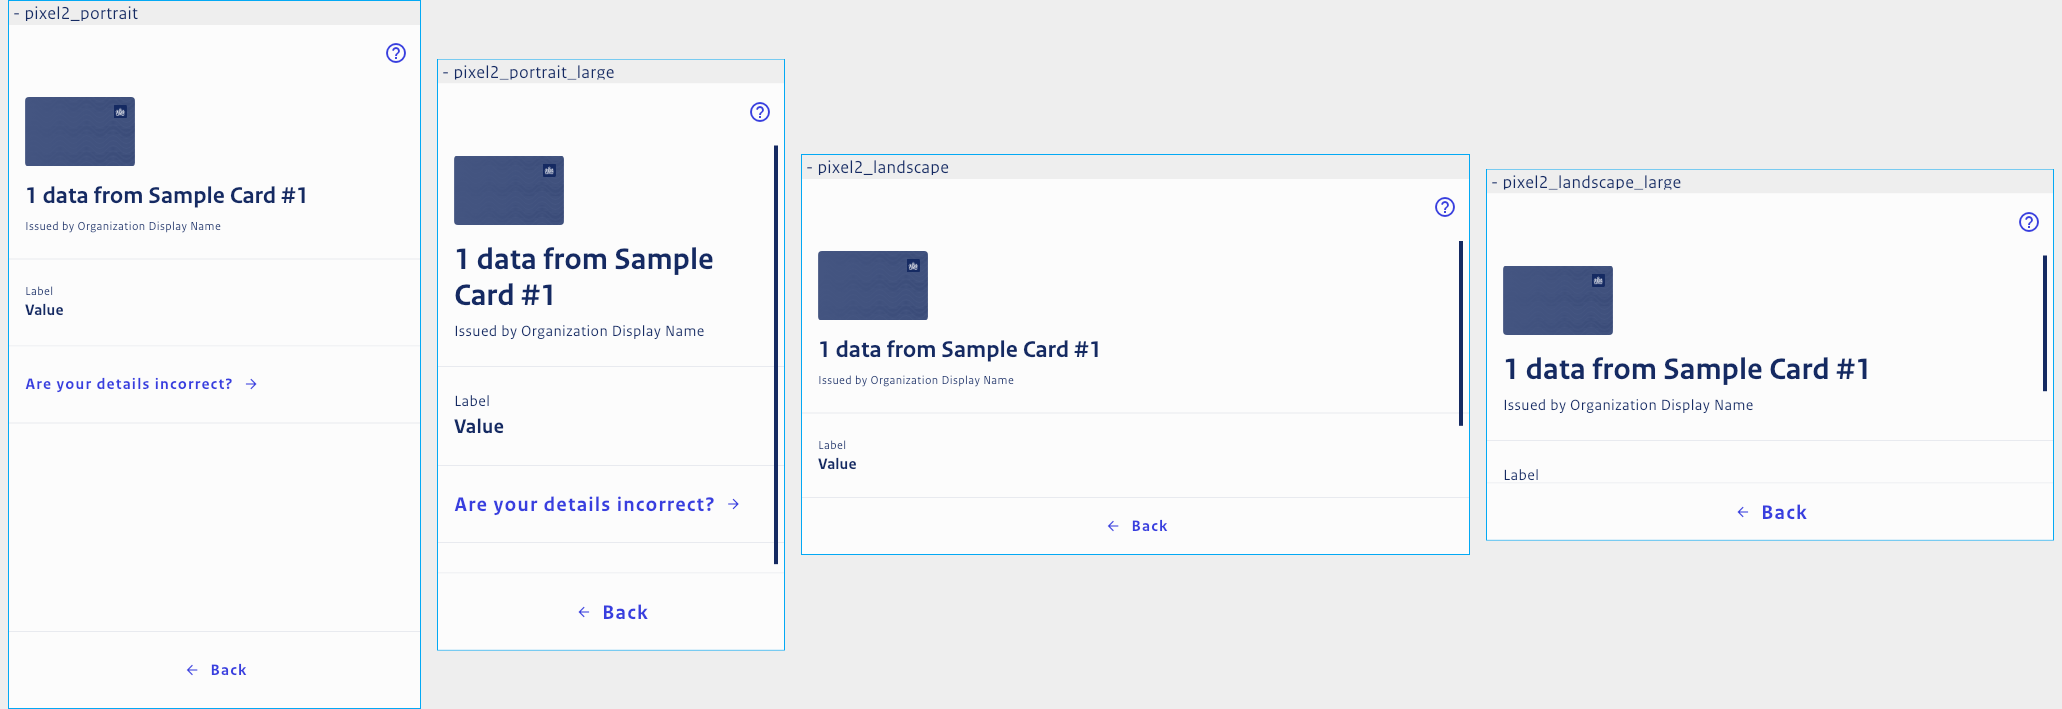 - pixel2_portrait
1 data from Sample Card #1
Issued by Organization Display Name
Label
Value
Are your details incorrect? →
← Back
- pixel2_portrait_large
1 data from Sample
Card #1
Issued by Organization Display Name
Label
Value
Are your details incorrect? →
← Back
- pixel2_landscape
1 data from Sample Card #1
Issued by Organization Display Name
Label
Value
← Back
- pixel2_landscape_large
1 data from Sample Card #1
Issued by Organization Display Name
Label
← Back